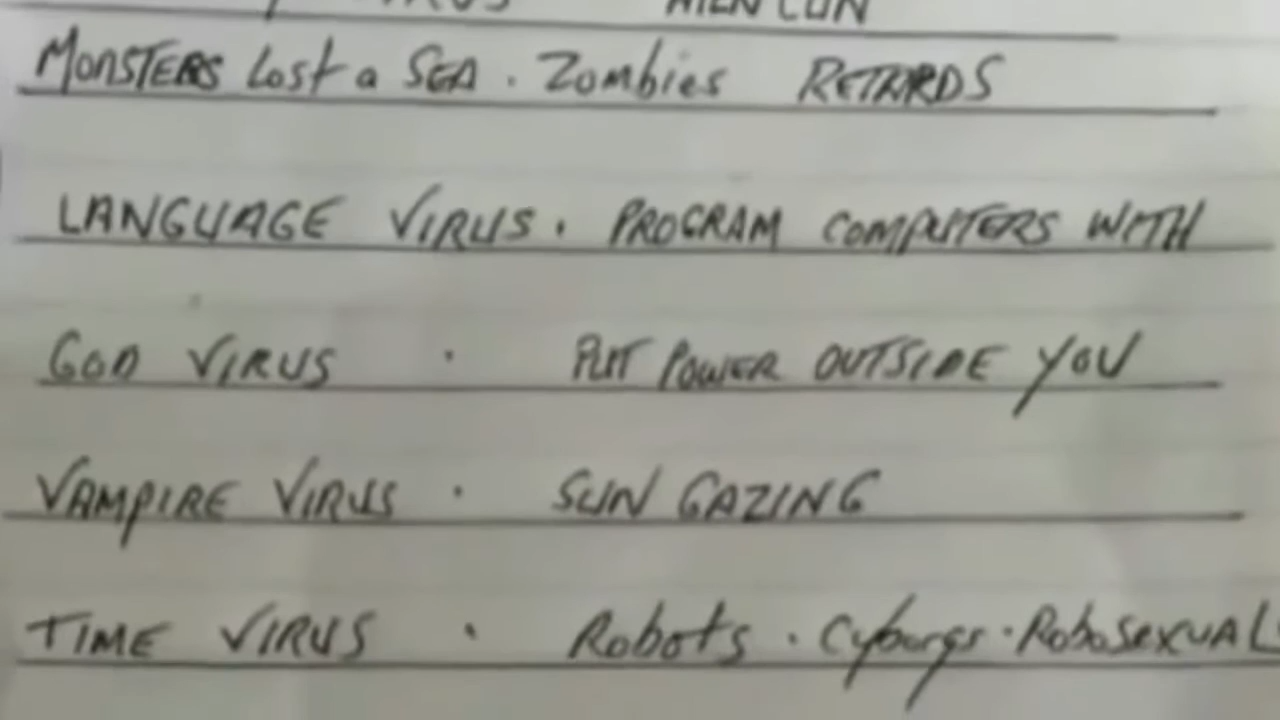 VIRUS
MONSTERS Lost a SEA . Zombies RETARDS
LANGUAGE VIRUS . PROGRAM COMPUTERS WITH
GOD VIRUS . PUT POWER OUTSIDE YOU
VAMPIRE VIRUS . SUN GAZING
TIME VIRUS . Robots . Cyborgs . ROBOSEXUAL